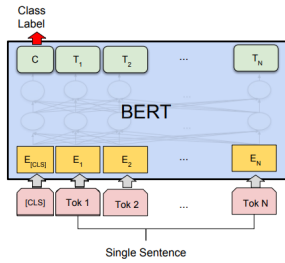 Class
Label
C T1 T2 ... TN
BERT
E[CLS] E1 E2 ... EN
[CLS] Tok 1 Tok 2 ... Tok N
Single Sentence